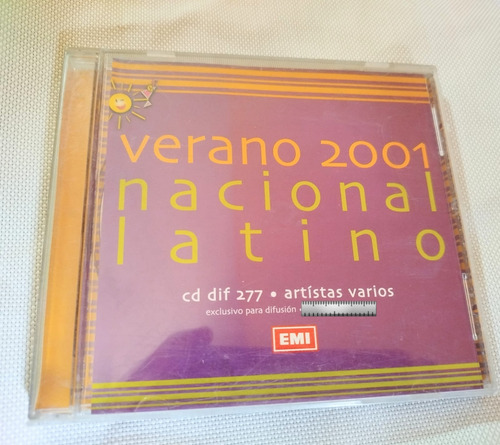 verano 2001
nacional
latino
cd dif 277 • artístas varios
exclusivo para difusión •
EMI